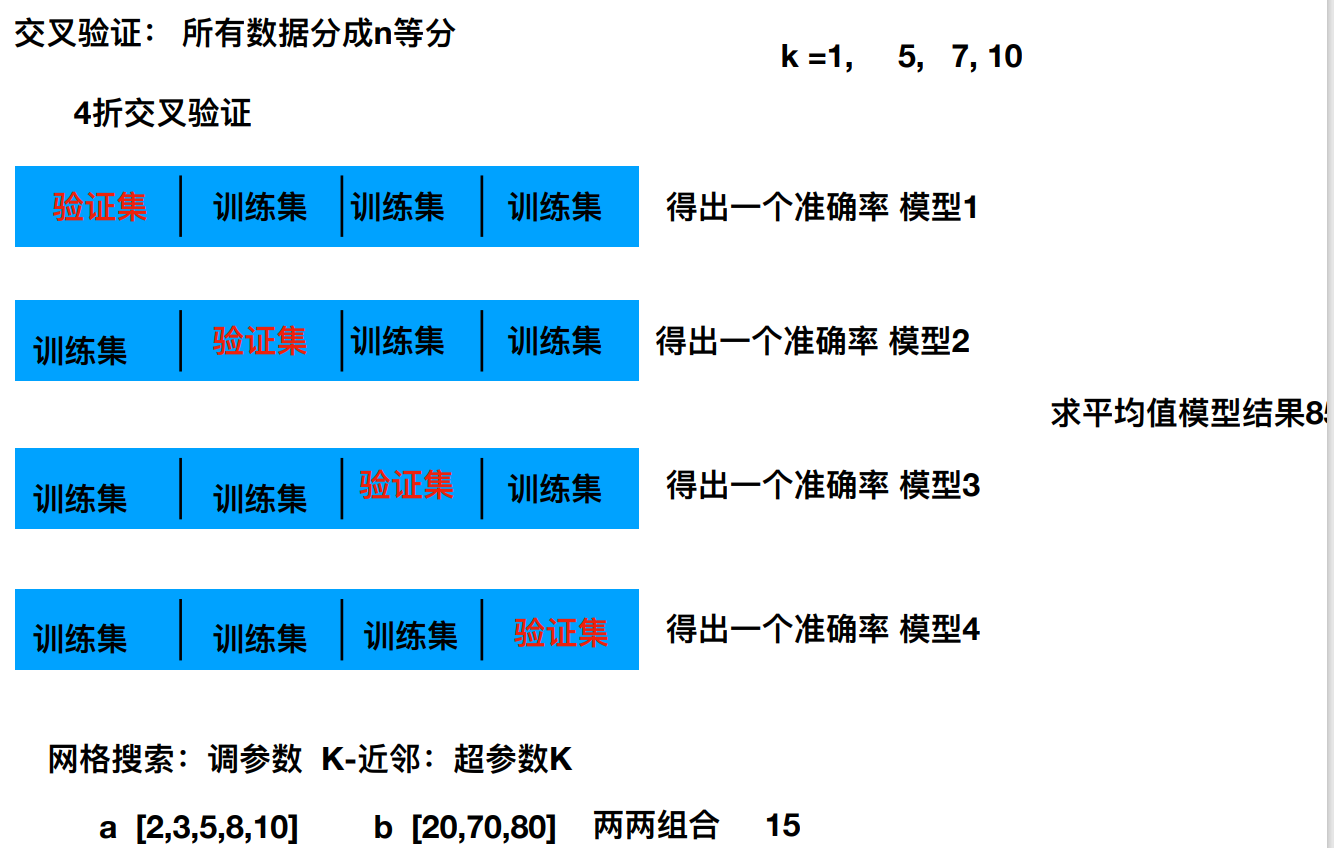 交叉验证： 所有数据分成n等分
k =1, 5, 7, 10
4折交叉验证
验证集 训练集 训练集 训练集 得出一个准确率 模型1
训练集 验证集 训练集 训练集 得出一个准确率 模型2
求平均值模型结果8
训练集 训练集 验证集 训练集 得出一个准确率 模型3
训练集 训练集 训练集 验证集 得出一个准确率 模型4
网格搜索：调参数 K-近邻：超参数K
a [2,3,5,8,10] b [20,70,80] 两两组合 15